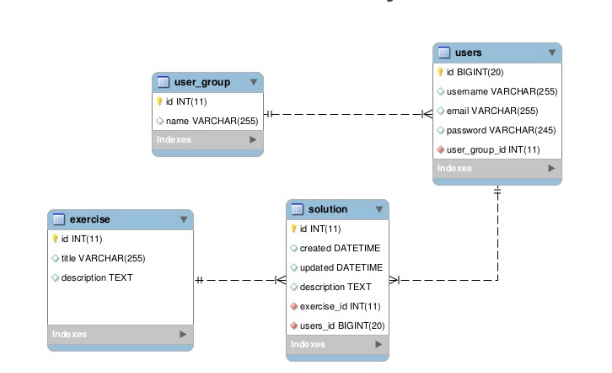 user_group
id INT(11)
name VARCHAR(255)
Indexes
users
id BIGINT(20)
username VARCHAR(255)
email VARCHAR(255)
password VARCHAR(245)
user_group_id INT(11)
Indexes
exercise
id INT(11)
title VARCHAR(255)
description TEXT
Indexes
solution
id INT(11)
created DATETIME
updated DATETIME
description TEXT
exercise_id INT(11)
users_id BIGINT(20)
Indexes